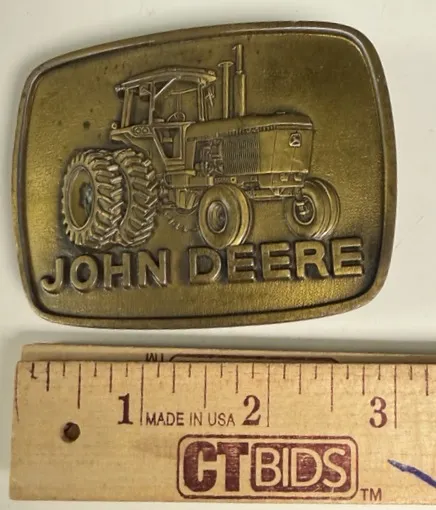 JOHN DEERE
1 MADE IN USA 2 3
CTBIDS TM